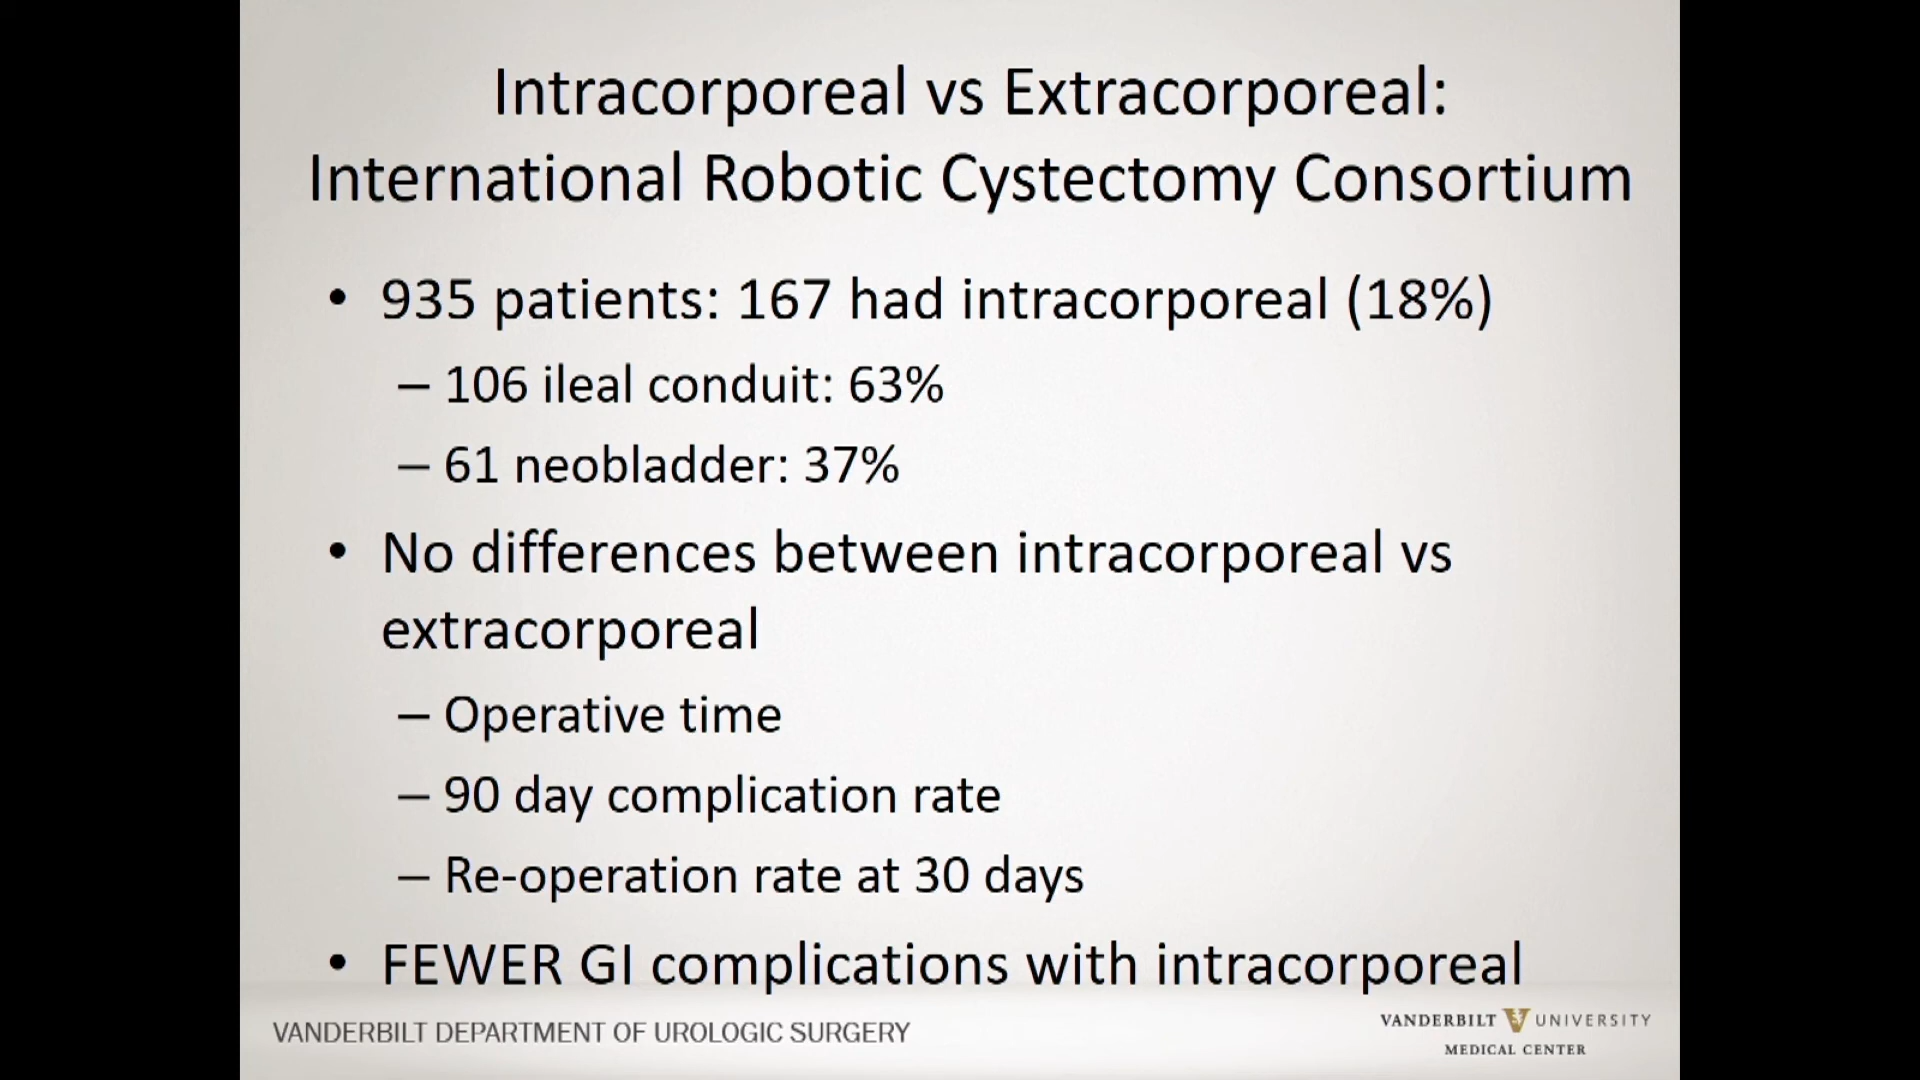 Intracorporeal vs Extracorporeal:
International Robotic Cystectomy Consortium
• 935 patients: 167 had intracorporeal (18%)
– 106 ileal conduit: 63%
– 61 neobladder: 37%
• No differences between intracorporeal vs
extracorporeal
– Operative time
– 90 day complication rate
– Re-operation rate at 30 days
• FEWER GI complications with intracorporeal
VANDERBILT DEPARTMENT OF UROLOGIC SURGERY
VANDERBILT V UNIVERSITY
MEDICAL CENTER